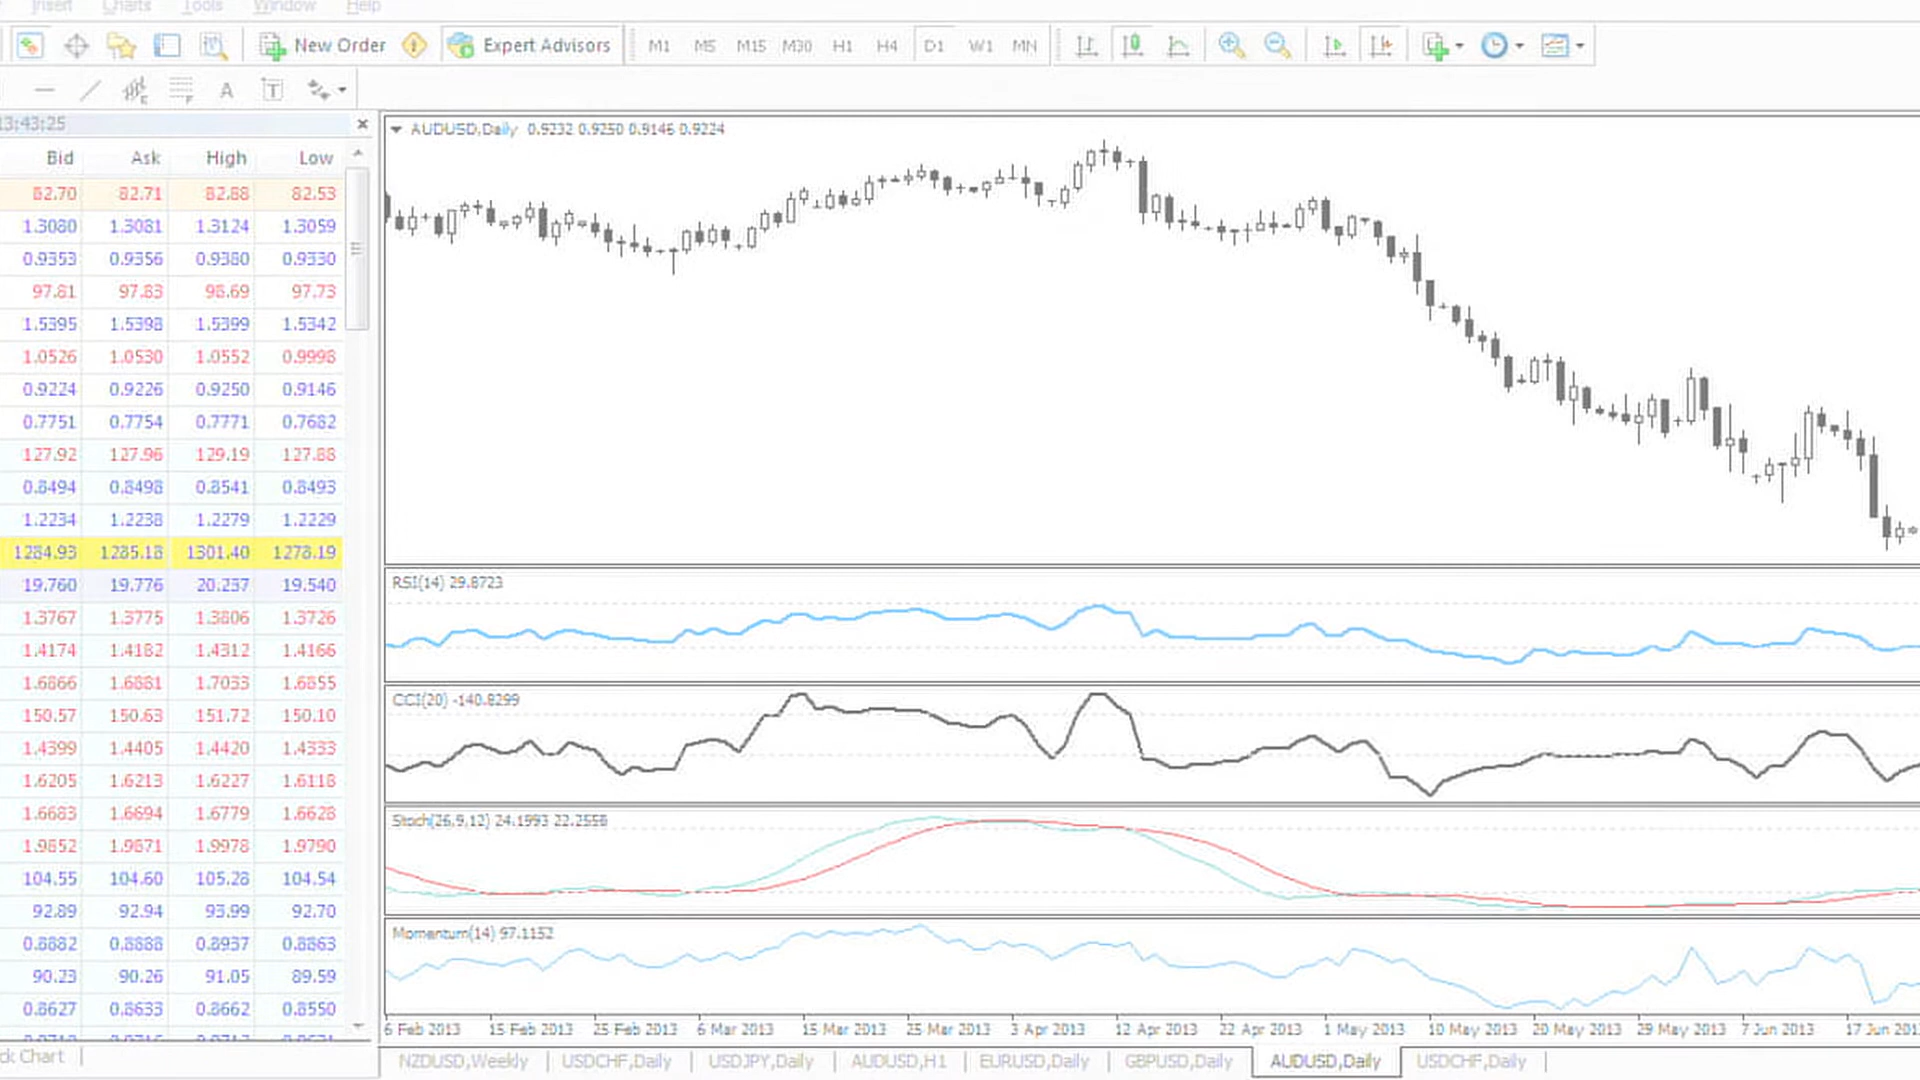 Insert Charts Tools Window Help
New Order Expert Advisors M1 M5 M15 M30 H1 H4 D1 W1 MN
A T
13:43:25
Bid Ask High Low
82.70 82.71 82.88 82.53
1.3080 1.3081 1.3124 1.3059
0.9353 0.9356 0.9380 0.9330
97.81 97.83 98.69 97.73
1.5395 1.5398 1.5399 1.5342
1.0526 1.0530 1.0552 0.9998
0.9224 0.9226 0.9250 0.9146
0.7751 0.7754 0.7771 0.7682
127.92 127.96 129.19 127.88
0.8494 0.8498 0.8541 0.8493
1.2234 1.2238 1.2279 1.2229
1284.93 1285.18 1301.40 1278.19
19.760 19.776 20.237 19.540
1.3767 1.3775 1.3806 1.3726
1.4174 1.4182 1.4312 1.4166
1.6866 1.6881 1.7033 1.6855
150.57 150.63 151.72 150.10
1.4399 1.4405 1.4420 1.4333
1.6205 1.6213 1.6227 1.6118
1.6683 1.6694 1.6779 1.6628
1.9852 1.9871 1.9978 1.9790
104.55 104.60 105.28 104.54
92.89 92.94 93.99 92.70
0.8882 0.8888 0.8937 0.8863
90.23 90.26 91.05 89.59
0.8627 0.8633 0.8662 0.8550
ck Chart
AUDUSD,Daily 0.9232 0.9250 0.9146 0.9224
RSI(14) 29.8723
CCI(20) -140.8299
Stoch(26,9,12) 24.1993 22.2558
Momentum(14) 97.1152
6 Feb 2013 15 Feb 2013 25 Feb 2013 6 Mar 2013 15 Mar 2013 25 Mar 2013 3 Apr 2013 12 Apr 2013 22 Apr 2013 1 May 2013 10 May 2013 20 May 2013 29 May 2013 7 Jun 2013 17 Jun 2013
NZDUSD,Weekly USDCHF,Daily USDJPY,Daily AUDUSD,H1 EURUSD,Daily GBPUSD,Daily AUDUSD,Daily USDCHF,Daily